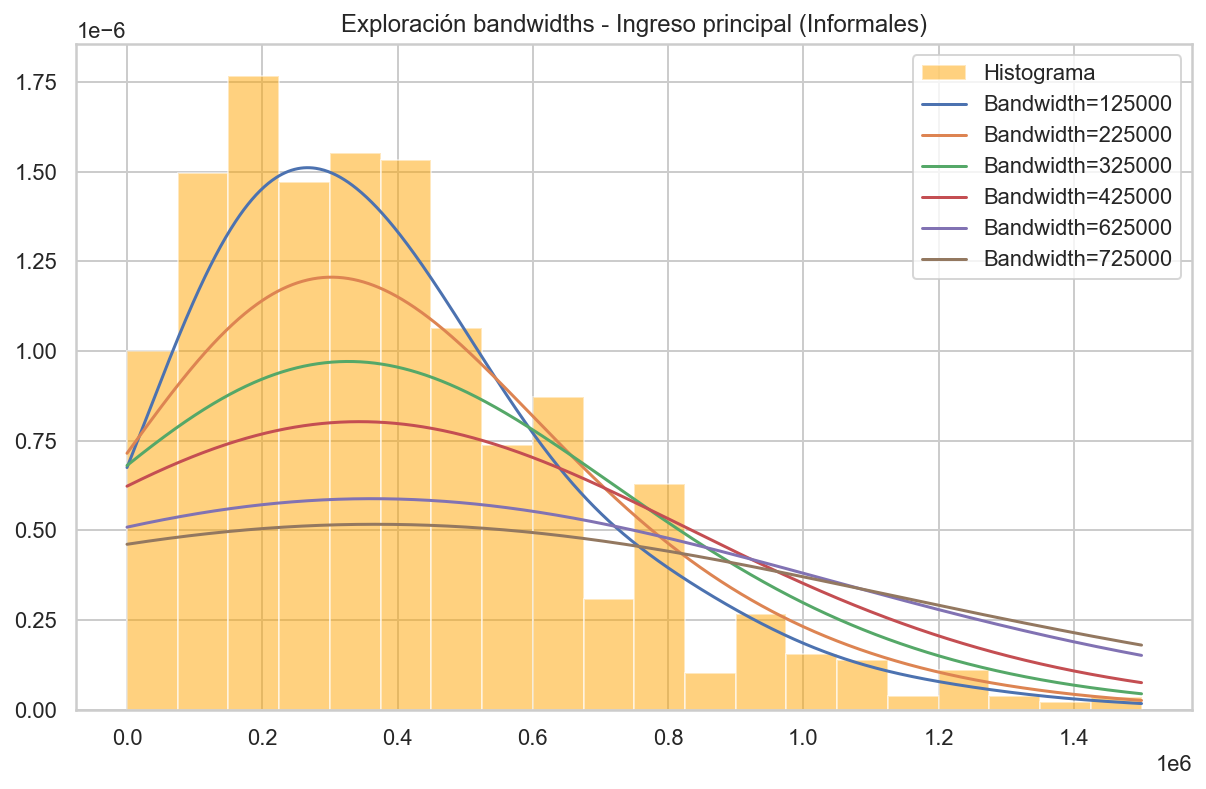 Exploración bandwidths - Ingreso principal (Informales)
1e−6
1.75
1.50
1.25
1.00
0.75
0.50
0.25
0.00
Histograma
Bandwidth=125000
Bandwidth=225000
Bandwidth=325000
Bandwidth=425000
Bandwidth=625000
Bandwidth=725000
0.0 0.2 0.4 0.6 0.8 1.0 1.2 1.4
1e6